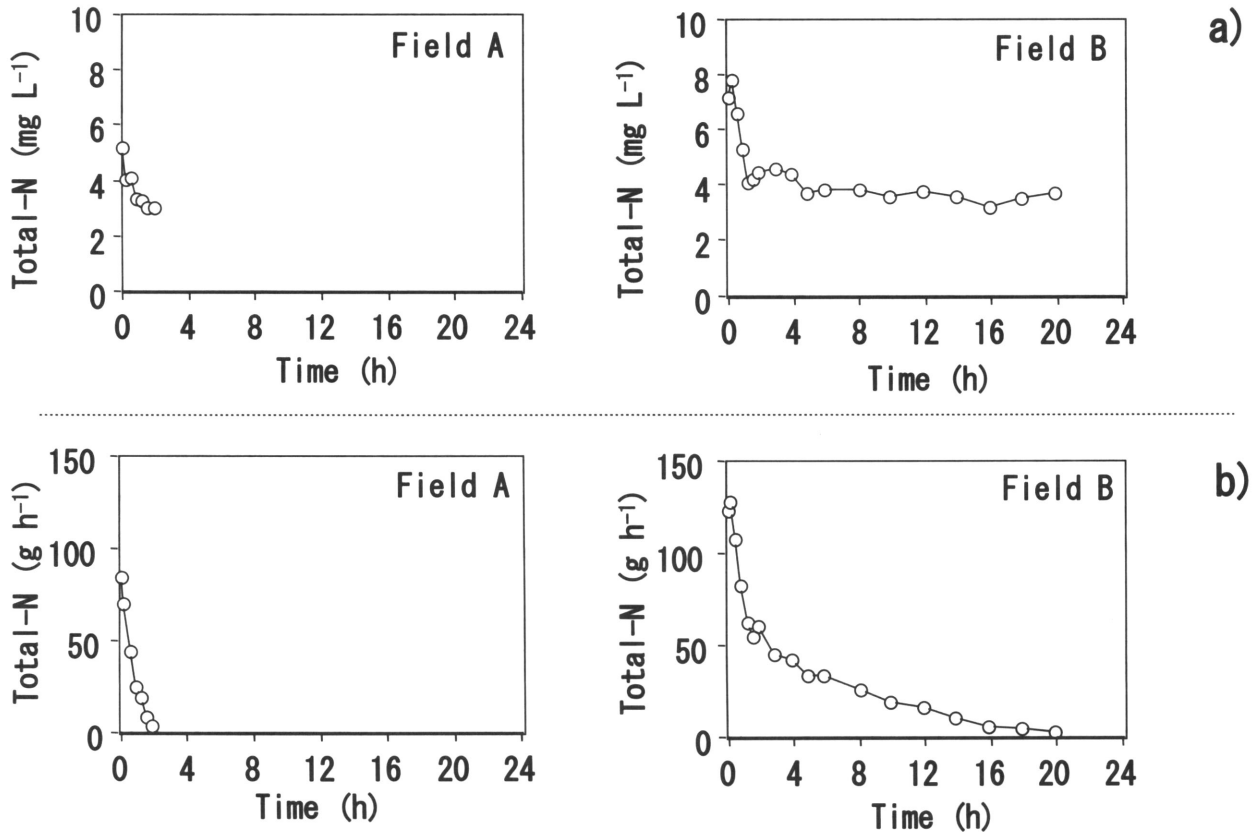 a)
Field A
Total-N (mg L⁻¹)
10
8
6
4
2
0
0 4 8 12 16 20 24
Time (h)
Field B
Total-N (mg L⁻¹)
10
8
6
4
2
0
0 4 8 12 16 20 24
Time (h)
b)
Field A
Total-N (g h⁻¹)
150
100
50
0
0 4 8 12 16 20 24
Time (h)
Field B
Total-N (g h⁻¹)
150
100
50
0
0 4 8 12 16 20 24
Time (h)